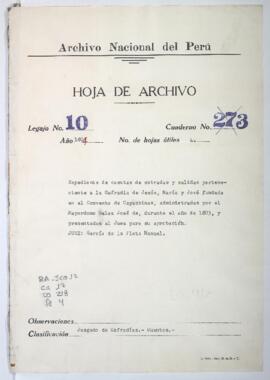 Archivo Nacional del Perú
HOJA DE ARCHIVO
Legajo No. 10 Cuaderno No. 273
Año No. de hojas útiles
Expediente de cuentas de entradas y salidas pertene-
ciente a la Cofradía de Jesús, María y José fundada
en el Convento de Capuchinas, administradas por el
Mayordomo Salas José de, durante el año de
presentadas al Juez para su aprobación.
JUEZ: García de la Plata Manuel.
Observaciones
Clasificación Juzgado de Cofradías.- Cuentas.-